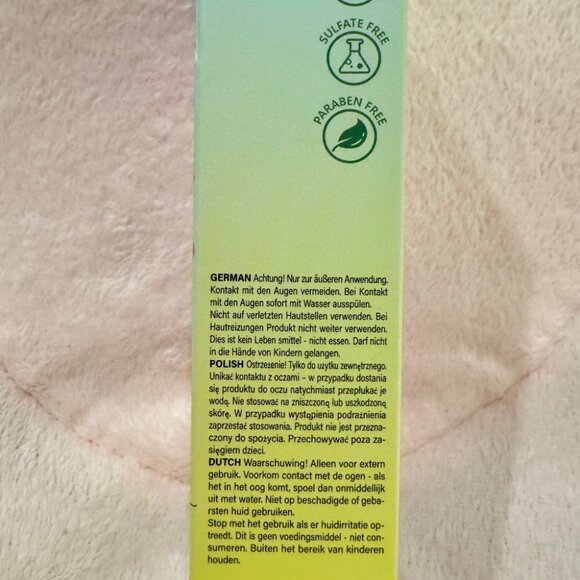 SULFATE FREE
PARABEN FREE
GERMAN Achtung! Nur zur äußeren Anwendung.
Kontakt mit den Augen vermeiden. Bei Kontakt
mit den Augen sofort mit Wasser ausspülen.
Nicht auf verletzten Hautstellen verwenden. Bei
Hautreizungen Produkt nicht weiter verwenden.
Dies ist kein Leben smittel - nicht essen. Darf nicht
in die Hände von Kindern gelangen.
POLISH Ostrzeżenie! Tylko do użytku zewnętrznego.
Unikać kontaktu z oczami – w przypadku dostania
się produktu do oczu natychmiast przepłukać je
wodą. Nie stosować na zniszczoną lub uszkodzoną
skórę. W przypadku wystąpienia podrażnienia
zaprzestać stosowania. Produkt nie jest przezna-
czony do spożycia. Przechowywać poza za-
sięgiem dzieci.
DUTCH Waarschuwing! Alleen voor extern
gebruik. Voorkom contact met de ogen - als
het in het oog komt, spoel dan onmiddellijk
uit met water. Niet op beschadigde of gebar-
sten huid gebruiken.
Stop met het gebruik als er huidirritatie op-
treedt. Dit is geen voedingsmiddel - niet con-
sumeren. Buiten het bereik van kinderen
houden.